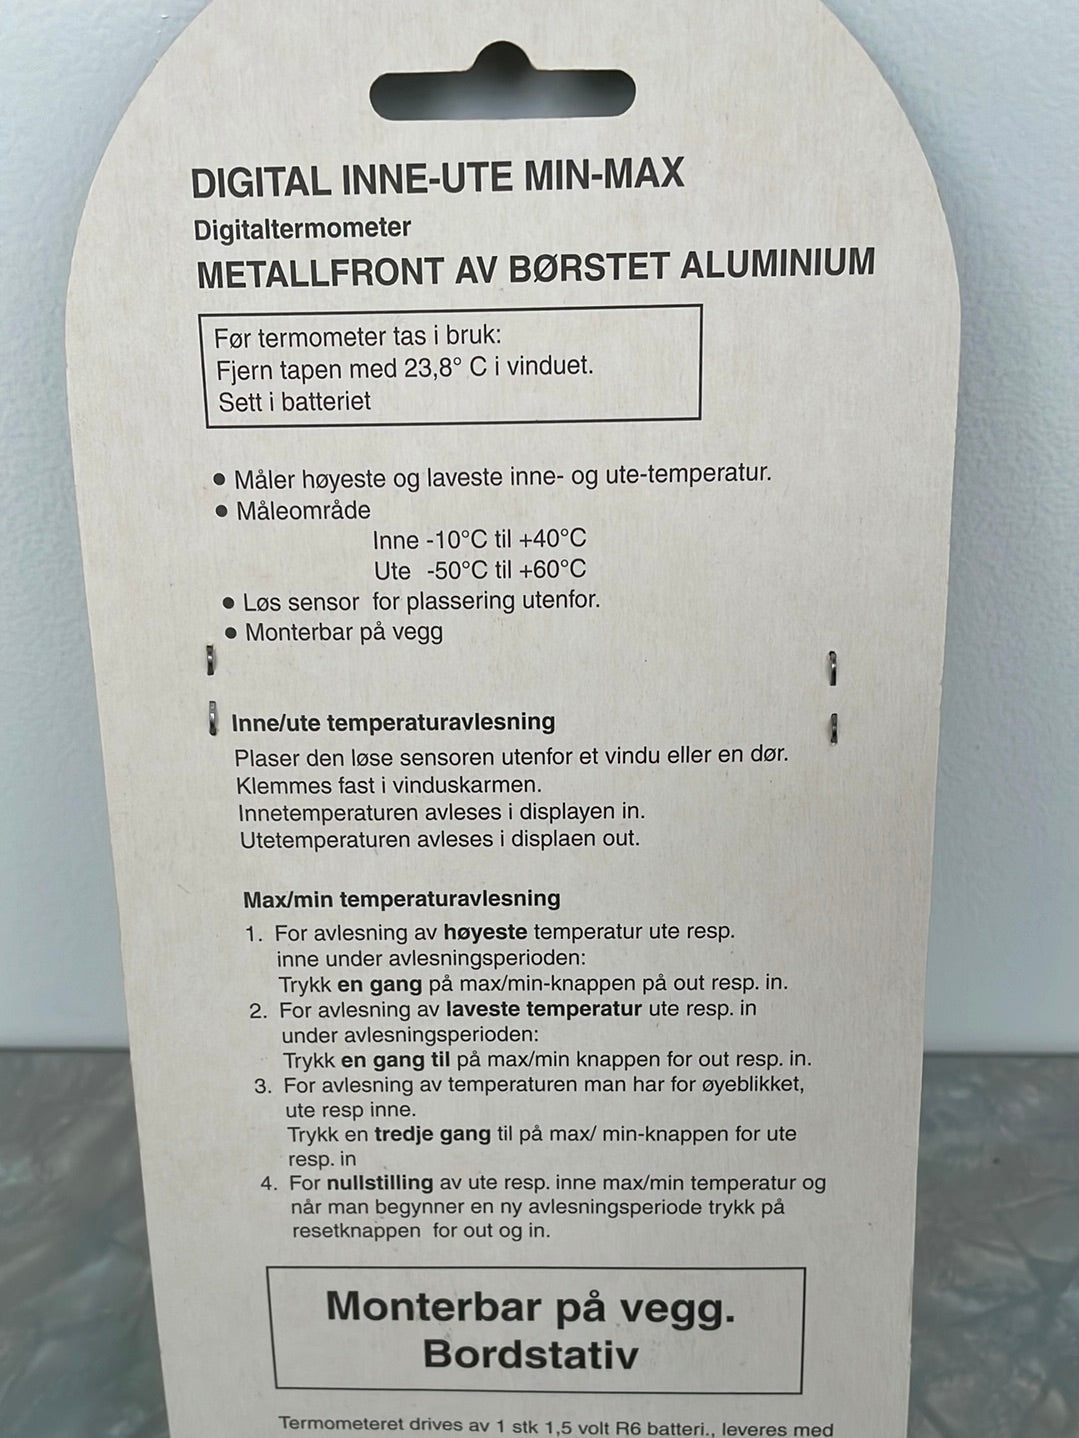 DIGITAL INNE-UTE MIN-MAX
Digitaltermometer
METALLFRONT AV BØRSTET ALUMINIUM
Før termometer tas i bruk:
Fjern tapen med 23,8° C i vinduet.
Sett i batteriet
● Måler høyeste og laveste inne- og ute-temperatur.
● Måleområde
Inne -10°C til +40°C
Ute -50°C til +60°C
● Løs sensor for plassering utenfor.
● Monterbar på vegg
Inne/ute temperaturavlesning
Plaser den løse sensoren utenfor et vindu eller en dør.
Klemmes fast i vinduskarmen.
Innetemperaturen avleses i displayen in.
Utetemperaturen avleses i displaen out.
Max/min temperaturavlesning
1. For avlesning av høyeste temperatur ute resp.
inne under avlesningsperioden:
Trykk en gang på max/min-knappen på out resp. in.
2. For avlesning av laveste temperatur ute resp. in
under avlesningsperioden:
Trykk en gang til på max/min knappen for out resp. in.
3. For avlesning av temperaturen man har for øyeblikket,
ute resp inne.
Trykk en tredje gang til på max/ min-knappen for ute
resp. in
4. For nullstilling av ute resp. inne max/min temperatur og
når man begynner en ny avlesningsperiode trykk på
resetknappen for out og in.
Monterbar på vegg.
Bordstativ
Termometeret drives av 1 stk 1,5 volt R6 batteri., leveres med